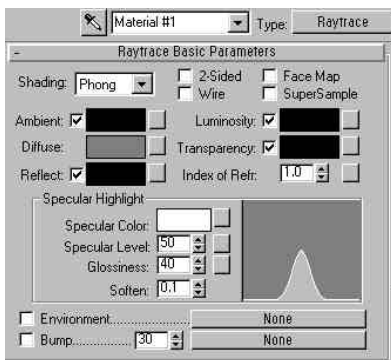 Material #1 Type: Raytrace
- Raytrace Basic Parameters
Shading: Phong 2-Sided Face Map
Wire SuperSample
Ambient: Luminosity:
Diffuse: Transparency:
Reflect: Index of Refr: 1.0
Specular Highlight
Specular Color:
Specular Level: 50
Glossiness: 40
Soften: 0.1
Environment...................... None
Bump................ 30 None